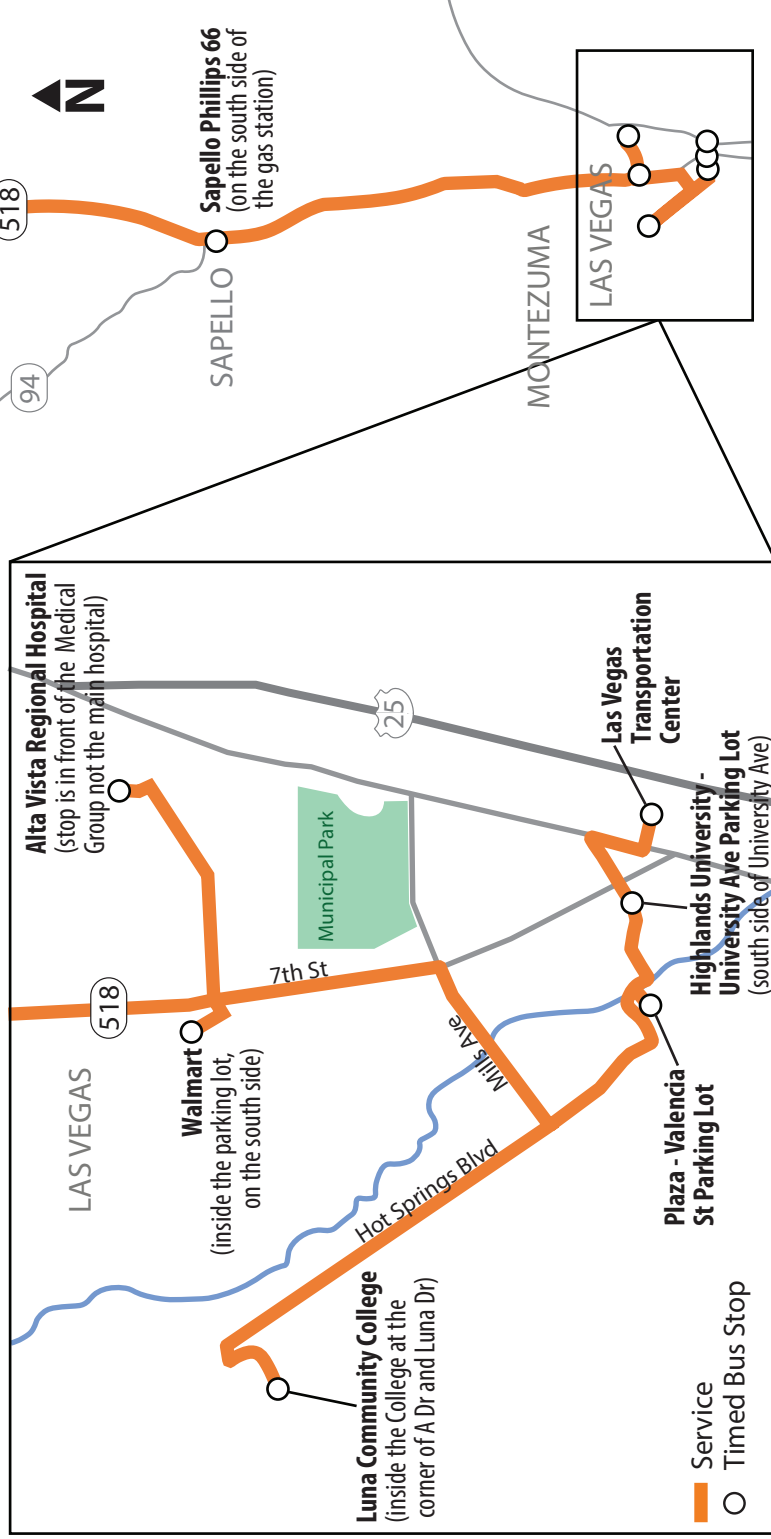 Alta Vista Regional Hospital
(stop is in front of the Medical
Group not the main hospital)
LAS VEGAS
518
Walmart
(inside the parking lot,
on the south side)
7th St
Municipal Park
25
Mills Ave
Hot Springs Blvd
Luna Community College
(inside the College at the
corner of A Dr and Luna Dr)
Las Vegas
Transportation
Center
Highlands University -
University Ave Parking Lot
(south side of University Ave)
Plaza - Valencia
St Parking Lot
Service
Timed Bus Stop
N
518
94
Sapello Phillips 66
(on the south side of
the gas station)
SAPELLO
MONTEZUMA
LAS VEGAS